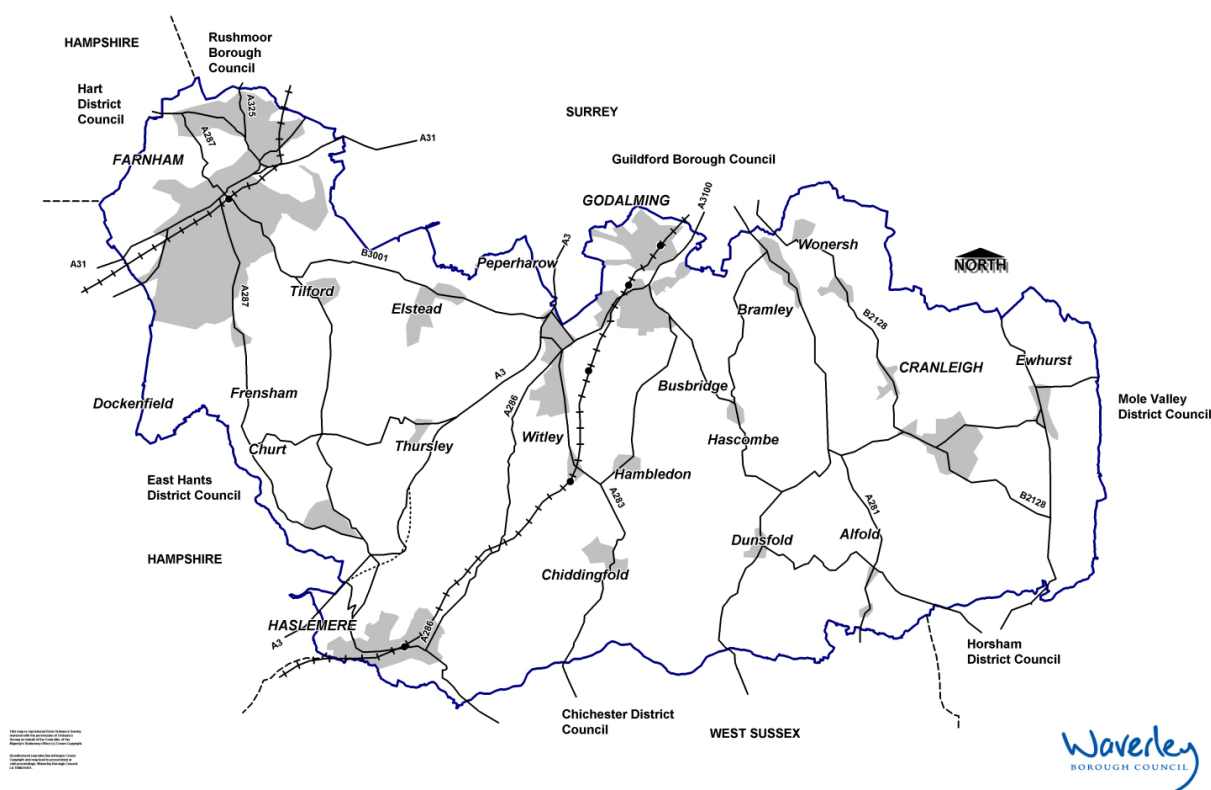 HAMPSHIRE
Rushmoor
Borough
Council
Hart
District
Council
A325
A287
A31
SURREY
FARNHAM
Guildford Borough Council
GODALMING
A3100
A3
Wonersh
B3001
Peperharow
NORTH
A31
A287
Tilford
Elstead
Bramley
B2128
CRANLEIGH
Ewhurst
A3
Busbridge
Frensham
A286
Dockenfield
Mole Valley
District Council
Witley
Hascombe
Churt
Thursley
Hambledon
East Hants
District Council
A283
A281
B2128
Dunsfold
Alfold
HAMPSHIRE
Chiddingfold
HASLEMERE
A286
A3
Horsham
District Council
Chichester District
Council
WEST SUSSEX
Waverley
BOROUGH COUNCIL